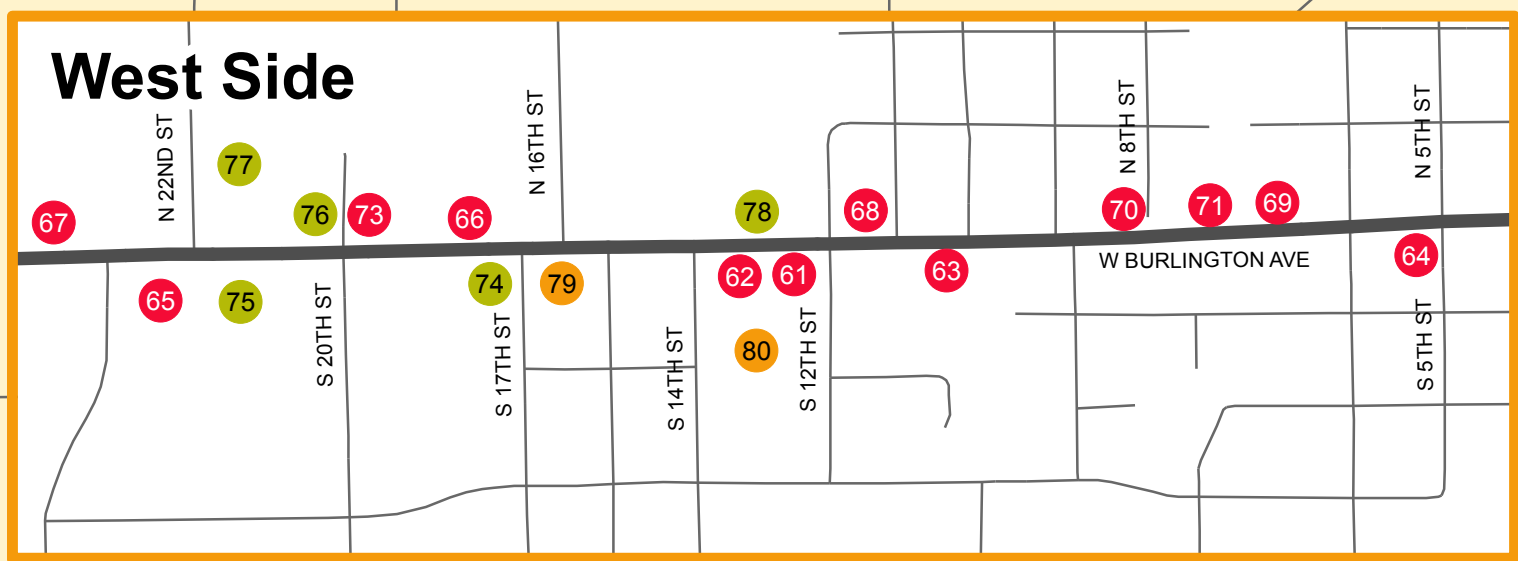 West Side
N 22ND ST
N 16TH ST
N 8TH ST
N 5TH ST
77
76
73
66
67
78
68
70
71
69
W BURLINGTON AVE
65
75
74
79
62
61
63
64
80
S 20TH ST
S 17TH ST
S 14TH ST
S 12TH ST
S 5TH ST